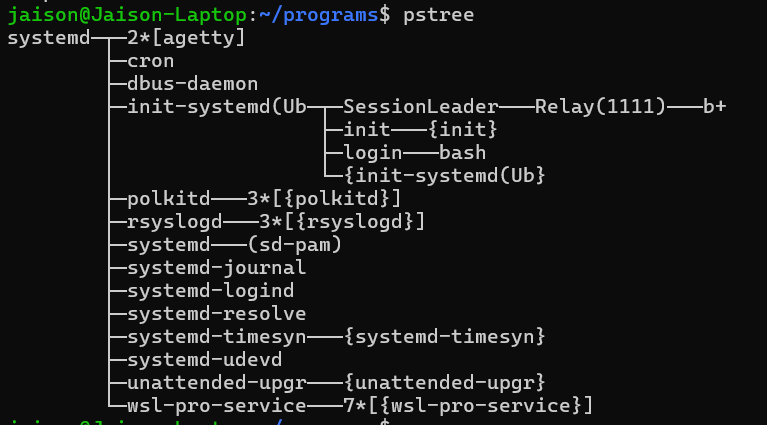 jaison@Jaison-Laptop:~/programs$ pstree
systemd─┬─2*[agetty]
        ├─cron
        ├─dbus-daemon
        ├─init-systemd(Ub─┬─SessionLeader───Relay(1111)───b+
        │                 ├─init───{init}
        │                 ├─login───bash
        │                 └─{init-systemd(Ub}
        ├─polkitd───3*[{polkitd}]
        ├─rsyslogd───3*[{rsyslogd}]
        ├─systemd───(sd-pam)
        ├─systemd-journal
        ├─systemd-logind
        ├─systemd-resolve
        ├─systemd-timesyn───{systemd-timesyn}
        ├─systemd-udevd
        ├─unattended-upgr───{unattended-upgr}
        └─wsl-pro-service───7*[{wsl-pro-service}]